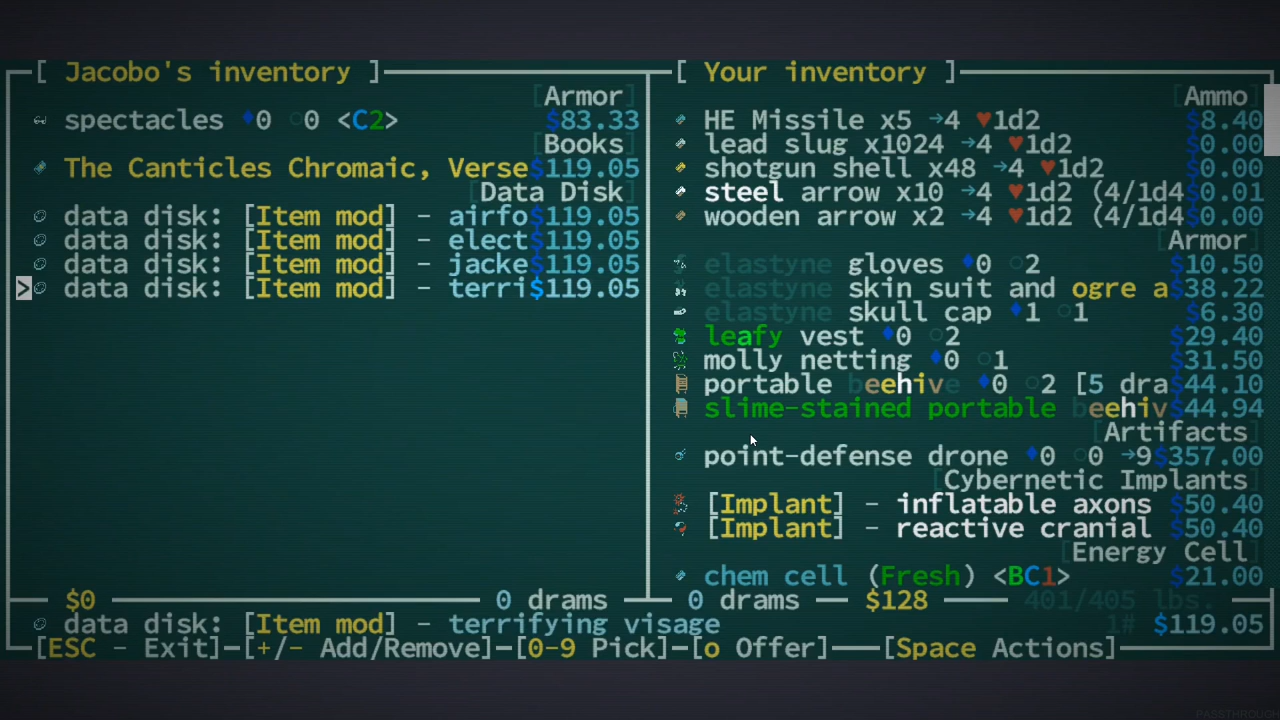 [ Jacobo's inventory ]
[Armor]
spectacles ♦0 ○0 <C2> $83.33
[Books]
The Canticles Chromaic, Verse $119.05
[Data Disk]
data disk: [Item mod] - airfo $119.05
data disk: [Item mod] - elect $119.05
data disk: [Item mod] - jacke $119.05
> data disk: [Item mod] - terri $119.05
$0
0 drams
[ Your inventory ]
[Ammo]
HE Missile x5 →4 ♥1d2 $8.40
lead slug x1024 →4 ♥1d2 $0.00
shotgun shell x48 →4 ♥1d2 $0.00
steel arrow x10 →4 ♥1d2 (4/1d4 $0.01
wooden arrow x2 →4 ♥1d2 (4/1d4 $0.00
[Armor]
elastyne gloves ♦0 ○2 $10.50
elastyne skin suit and ogre a $38.22
elastyne skull cap ♦1 ○1 $6.30
leafy vest ♦0 ○2 $29.40
molly netting ♦0 ○1 $31.50
portable beehive ♦0 ○2 [5 dra $44.10
slime-stained portable beehiv $44.94
[Artifacts]
point-defense drone ♦0 ○0 →9 $357.00
[Cybernetic Implants]
[Implant] - inflatable axons $50.40
[Implant] - reactive cranial $50.40
[Energy Cell]
chem cell (Fresh) <BC1> $21.00
0 drams
$128
401/405 lbs.
data disk: [Item mod] - terrifying visage 1# $119.05
[ESC - Exit] [+/- Add/Remove] [0-9 Pick] [o Offer] [Space Actions]